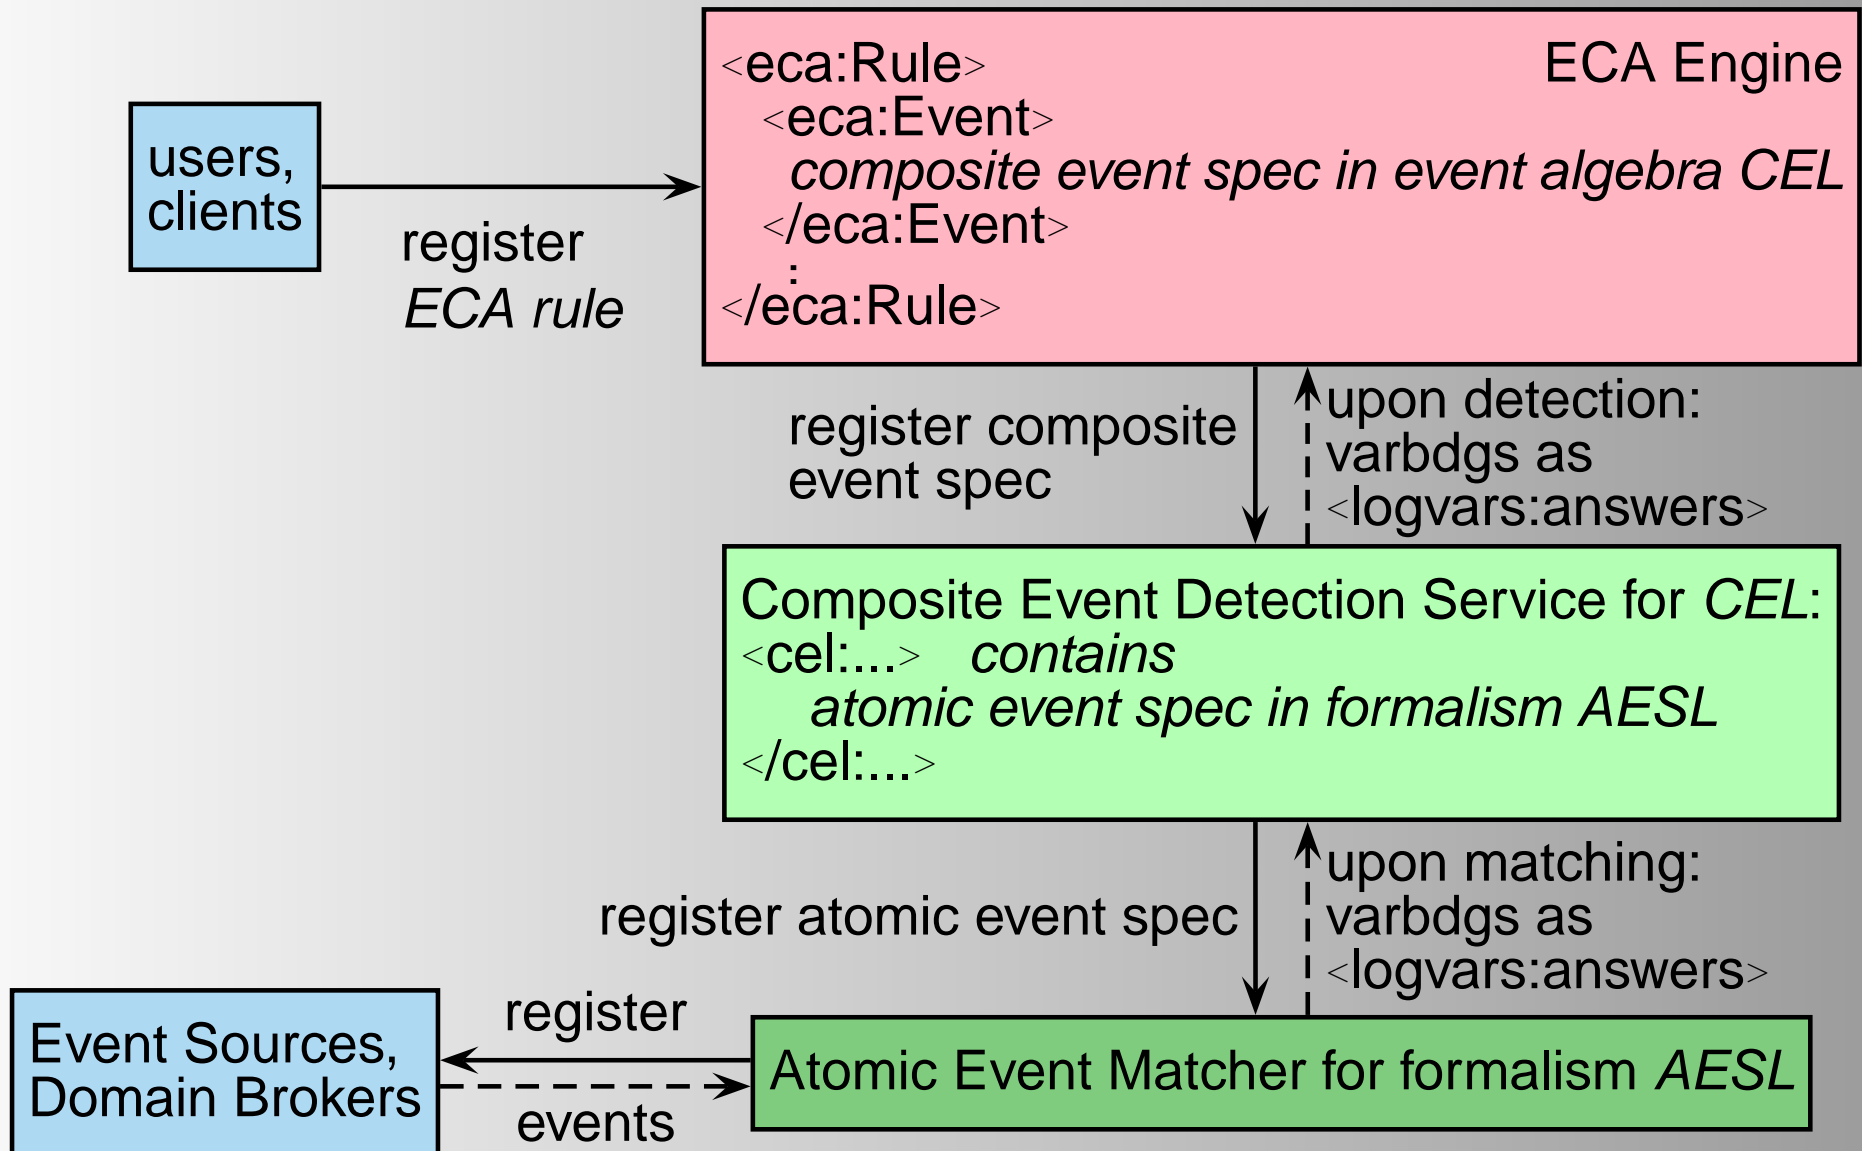 <eca:Rule> ECA Engine
<eca:Event>
composite event spec in event algebra CEL
</eca:Event>
:
</eca:Rule>
users,
clients
register
ECA rule
register composite
event spec
upon detection:
varbdgs as
<logvars:answers>
Composite Event Detection Service for CEL:
<cel:...> contains
atomic event spec in formalism AESL
</cel:...>
register atomic event spec
upon matching:
varbdgs as
<logvars:answers>
Event Sources,
Domain Brokers
register
events
Atomic Event Matcher for formalism AESL